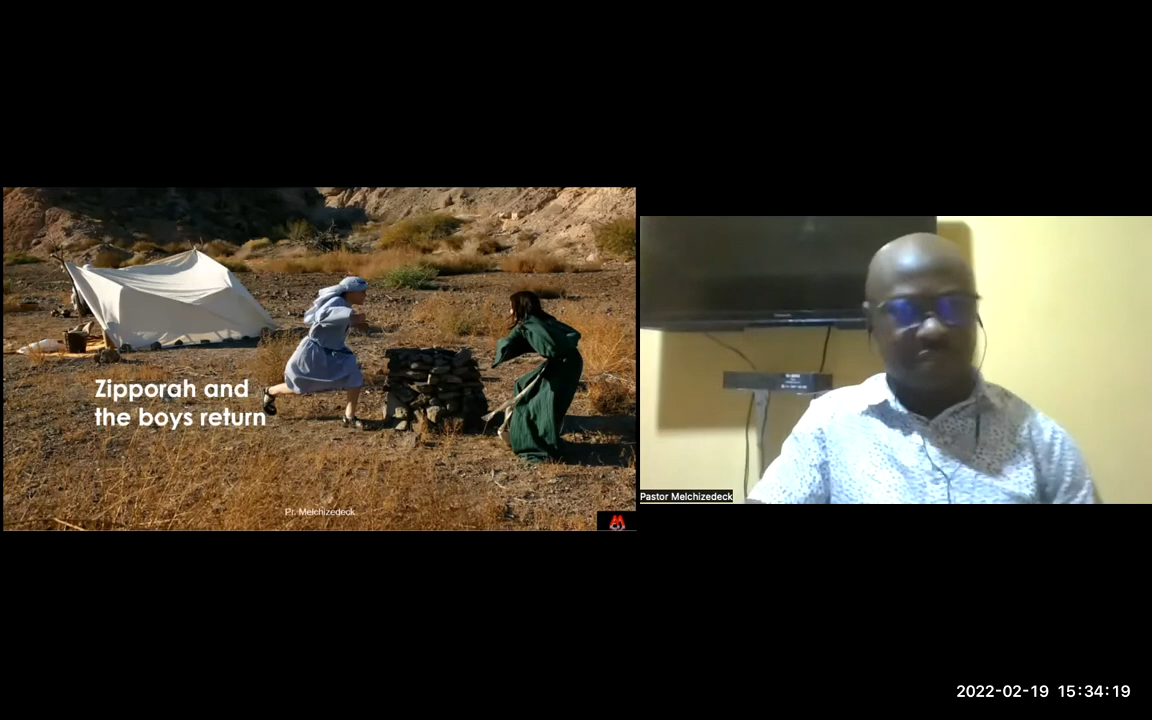 Zipporah and
the boys return
Pr. Melchizedeck
Pastor Melchizedeck
2022-02-19 15:34:19